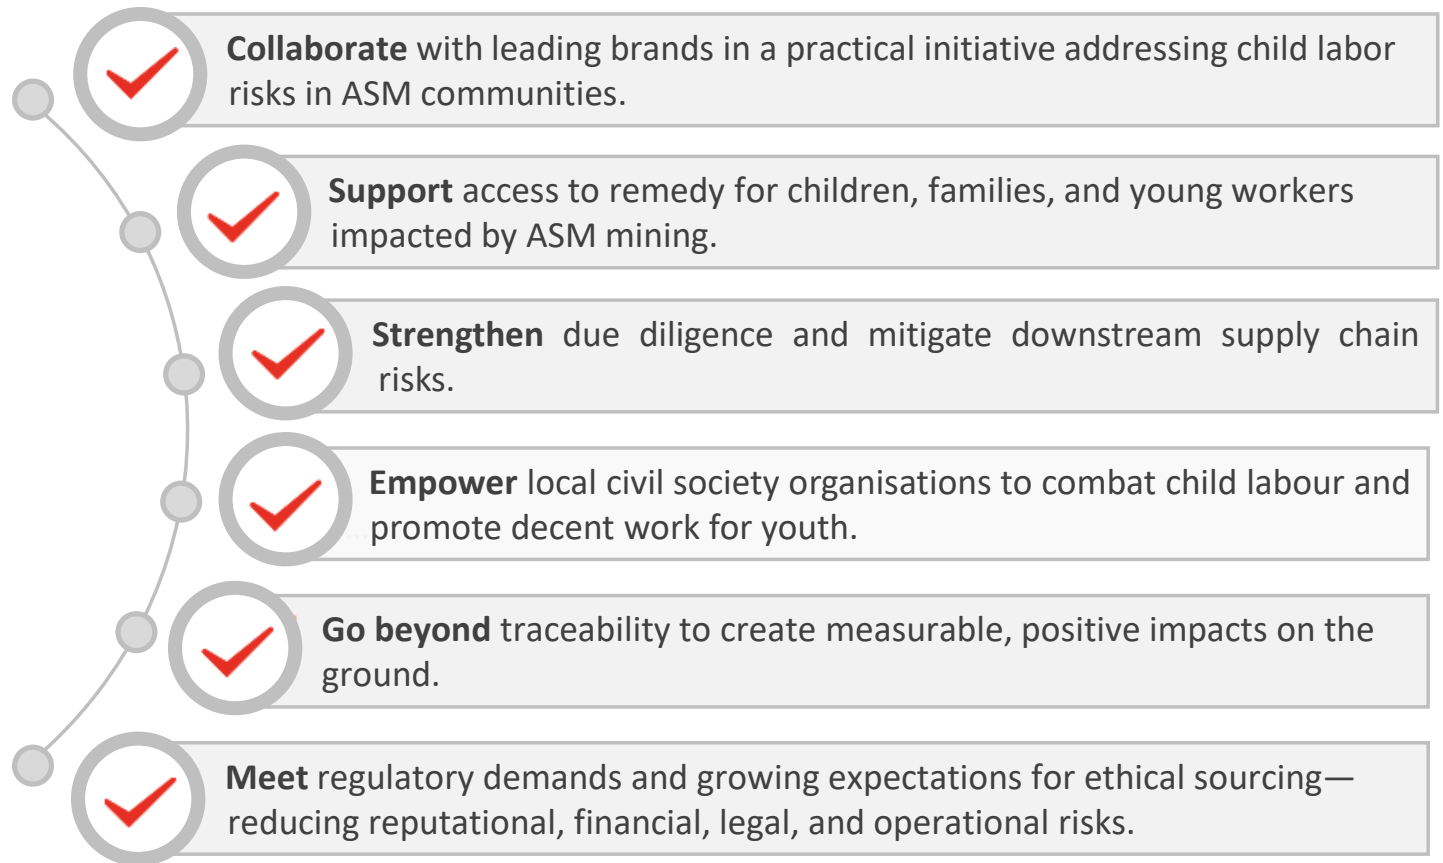 Collaborate with leading brands in a practical initiative addressing child labor
risks in ASM communities.
Support access to remedy for children, families, and young workers
impacted by ASM mining.
Strengthen due diligence and mitigate downstream supply chain
risks.
Empower local civil society organisations to combat child labour and
promote decent work for youth.
Go beyond traceability to create measurable, positive impacts on the
ground.
Meet regulatory demands and growing expectations for ethical sourcing—
reducing reputational, financial, legal, and operational risks.